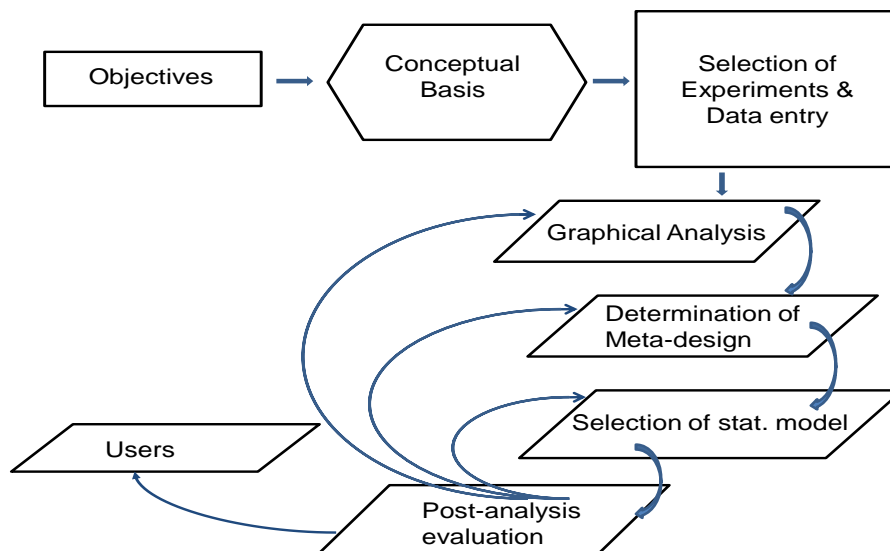 Objectives
Conceptual
Basis
Selection of
Experiments &
Data entry
Graphical Analysis
Determination of
Meta-design
Selection of stat. model
Users
Post-analysis
evaluation